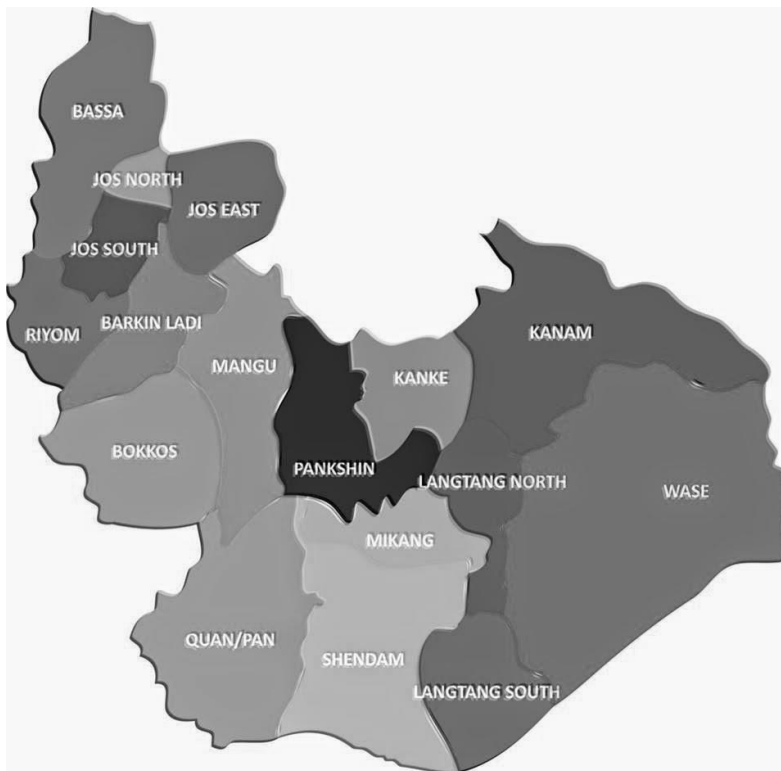 BASSA
JOS NORTH
JOS EAST
JOS SOUTH
RIYOM
BARKIN LADI
KANAM
MANGU
KANKE
BOKKOS
PANKSHIN
LANGTANG NORTH
WASE
MIKANG
QUAN/PAN
SHENDAM
LANGTANG SOUTH